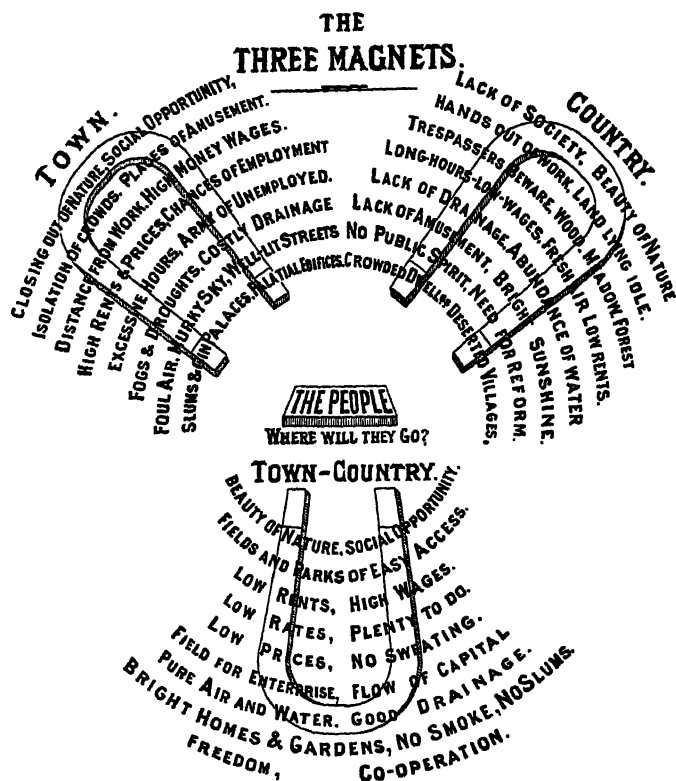 THE
THREE MAGNETS.
TOWN.
CLOSING OUT OF NATURE. SOCIAL OPPORTUNITY,
ISOLATION OF CROWDS. PLACES OF AMUSEMENT.
DISTANCE FROM WORK. HIGH MONEY WAGES.
HIGH RENTS & PRICES. CHANCES OF EMPLOYMENT
EXCESSIVE HOURS. ARMY OF UNEMPLOYED.
FOGS & DROUGHTS. COSTLY DRAINAGE
FOUL AIR. MURKY SKY. WELL-LIT STREETS
SLUMS & GIN PALACES. PALATIAL EDIFICES.
COUNTRY.
LACK OF SOCIETY. BEAUTY OF NATURE
HANDS OUT OF WORK. LAND LYING IDLE.
TRESPASSERS BEWARE. WOOD, MEADOW, FOREST
LONG-HOURS-LOW-WAGES. FRESH AIR LOW RENTS.
LACK OF DRAINAGE. ABUNDANCE OF WATER
LACK OF AMUSEMENT. BRIGHT SUNSHINE.
NO PUBLIC SPIRIT. NEED FOR REFORM.
CROWDED DWELLGS DESERTED VILLAGES,
THE PEOPLE
WHERE WILL THEY GO?
TOWN-COUNTRY.
BEAUTY OF NATURE. SOCIAL OPPORTUNITY.
FIELDS AND PARKS OF EASY ACCESS.
LOW RENTS, HIGH WAGES.
LOW RATES, PLENTY TO DO.
LOW PRICES, NO SWEATING.
FIELD FOR ENTERPRISE, FLOW OF CAPITAL
PURE AIR AND WATER. GOOD DRAINAGE.
BRIGHT HOMES & GARDENS, NO SMOKE, NO SLUMS.
FREEDOM, CO-OPERATION.